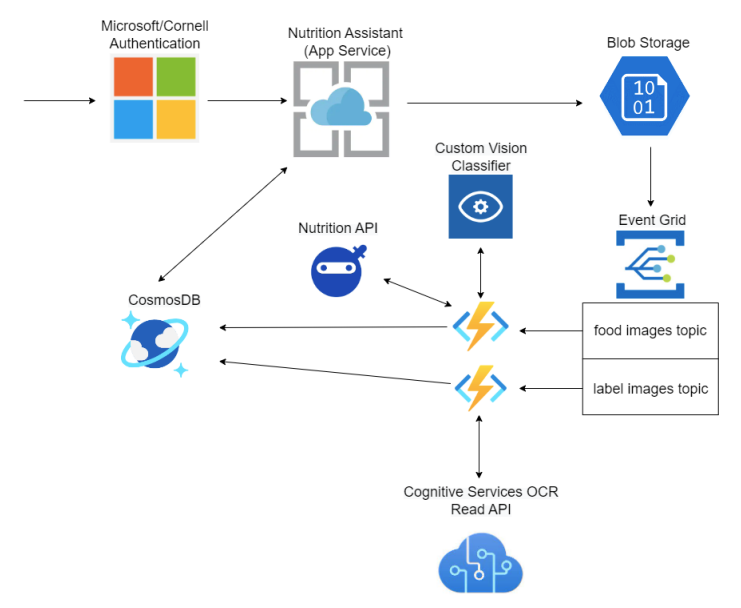 Microsoft/Cornell
Authentication
Nutrition Assistant
(App Service)
Blob Storage
10
01
Custom Vision
Classifier
Event Grid
Nutrition API
CosmosDB
food images topic
label images topic
Cognitive Services OCR
Read API